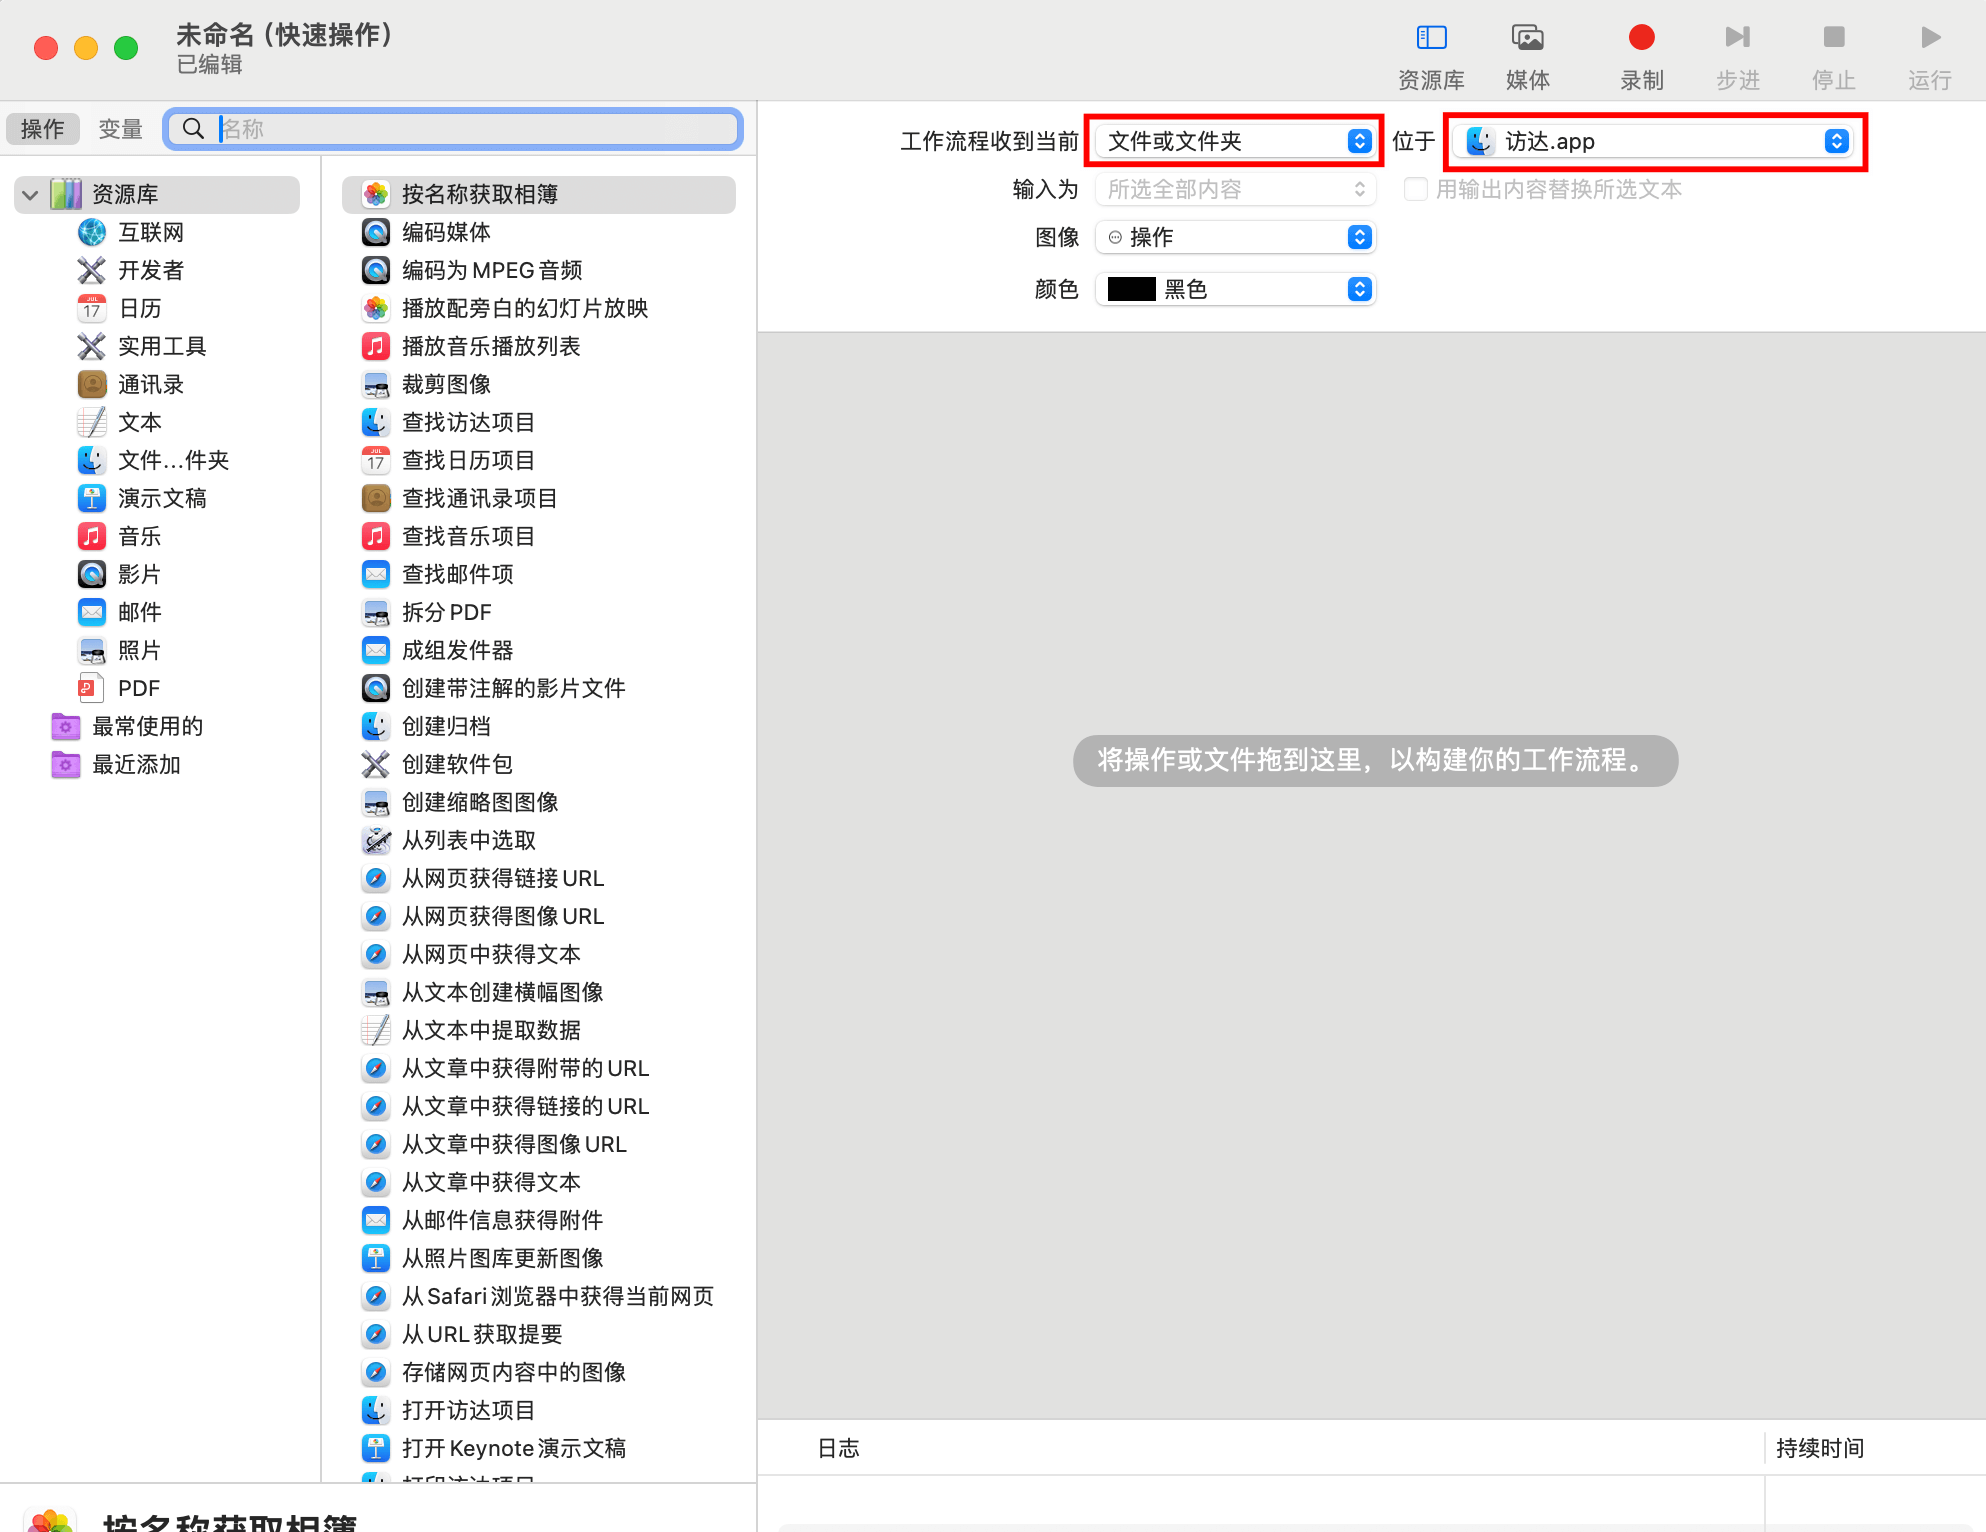 未命名（快速操作）
已编辑
资源库
媒体
录制
步进
停止
运行
操作
变量
名称
资源库
互联网
开发者
JUL
17
日历
实用工具
通讯录
文本
文件...件夹
演示文稿
音乐
影片
邮件
照片
PDF
最常使用的
最近添加
按名称获取相簿
编码媒体
编码为 MPEG 音频
播放配旁白的幻灯片放映
播放音乐播放列表
裁剪图像
查找访达项目
JUL
17
查找日历项目
查找通讯录项目
查找音乐项目
查找邮件项
拆分 PDF
成组发件器
创建带注解的影片文件
创建归档
创建软件包
创建缩略图图像
从列表中选取
从网页获得链接 URL
从网页获得图像 URL
从网页中获得文本
从文本创建横幅图像
从文本中提取数据
从文章中获得附带的 URL
从文章中获得链接的 URL
从文章中获得图像 URL
从文章中获得文本
从邮件信息获得附件
从照片图库更新图像
从 Safari 浏览器中获得当前网页
从 URL 获取提要
存储网页内容中的图像
打开访达项目
打开 Keynote 演示文稿
打印访达项目
按名称获取相簿
工作流程收到当前 文件或文件夹 位于 访达.app
输入为 所选全部内容 用输出内容替换所选文本
图像 操作
颜色 黑色
将操作或文件拖到这里，以构建你的工作流程。
日志 持续时间